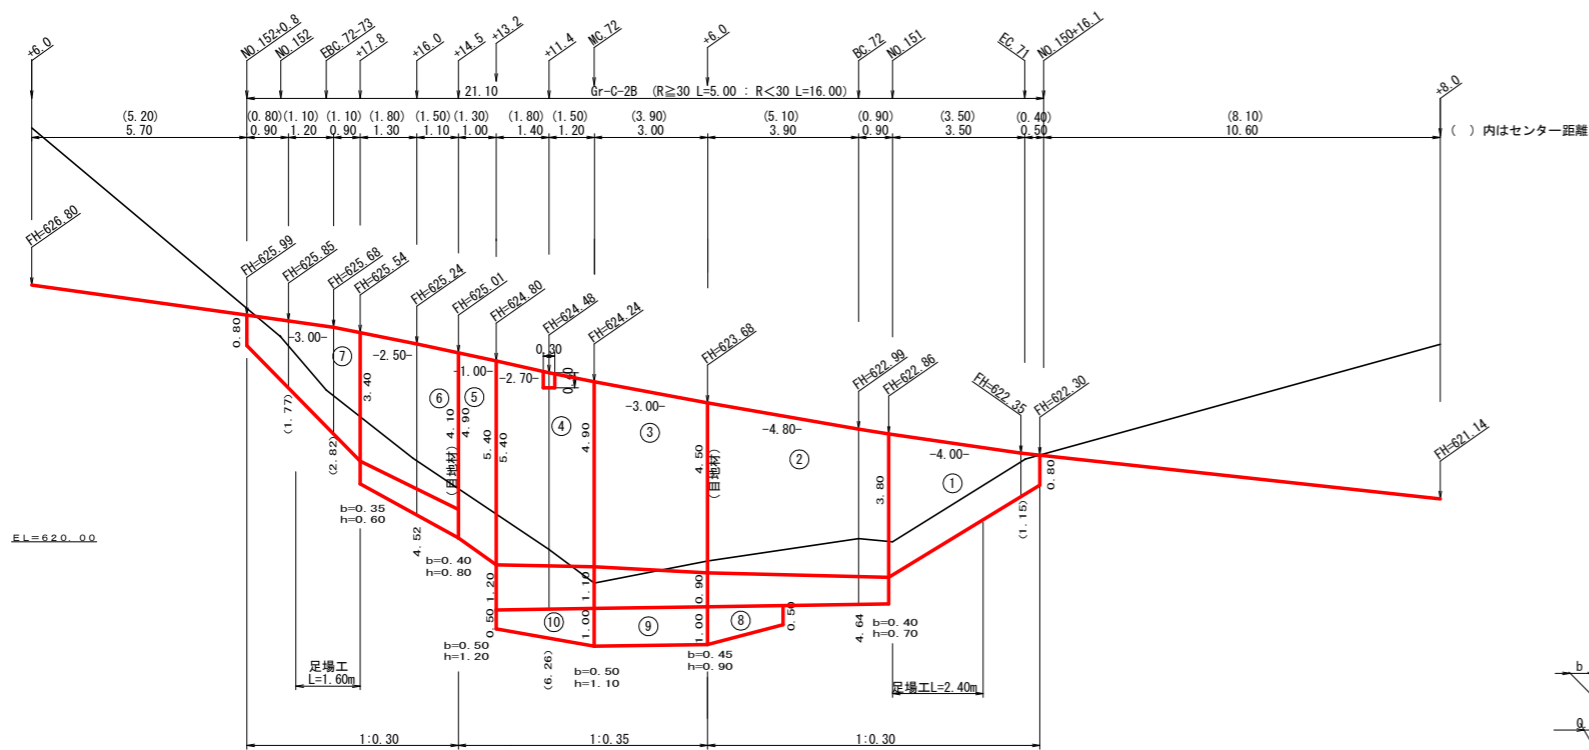 +6.0
NO.152+0.8
NO.152
EBC.72-73
+17.8
+16.0
+14.5
+13.2
+11.4
MC.72
+6.0
BC.72
NO.151
EC.71
NO.150+16.1
+8.0
21.10
Gr-C-2B (R≧30 L=5.00 : R<30 L=16.00)
(5.20) (0.80) (1.10) (1.10) (1.80) (1.50) (1.30) (1.80) (1.50) (3.90) (5.10) (0.90) (3.50) (0.40) (8.10)
5.70 0.90 1.20 0.90 1.30 1.10 1.00 1.40 1.20 3.00 3.90 0.90 3.50 0.50 10.60
( ) 内はセンター距離
FH=626.80
FH=625.99
FH=625.85
FH=625.68
FH=625.54
FH=625.24
FH=625.01
FH=624.80
FH=624.48
FH=624.24
FH=623.68
FH=622.99
FH=622.86
FH=622.35
FH=622.30
FH=621.14
0.80
-3.00-
⑦
-2.50-
-1.00-
-2.70-
0.30
-3.00-
-4.80-
-4.00-
(1.77)
(2.82)
3.40
⑥
⑤
④
③
②
①
(目地材) 4.10
4.90
5.40
5.40
4.90
4.50
(目地材)
3.80
0.80
(1.15)
b=0.35
h=0.60
4.52
b=0.40
h=0.80
EL=620.00
1.20
1.10
0.90
0.50
⑩
1.00
⑨
1.00
⑧
0.50
4.64
b=0.40
h=0.70
b=0.50
h=1.20
(6.26)
b=0.50
h=1.10
b=0.45
h=0.90
足場工
L=1.60m
足場工L=2.40m
b
1:0.30
1:0.35
1:0.30